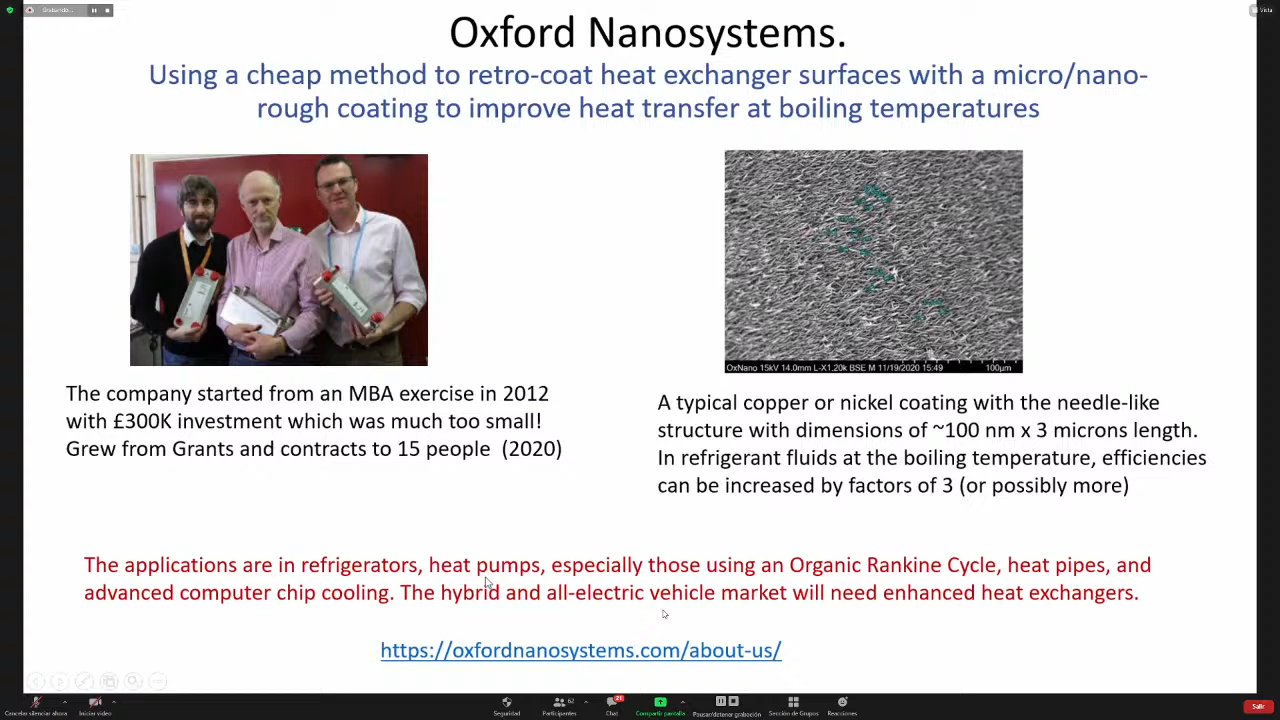 Grabando...
Vista
Oxford Nanosystems.
Using a cheap method to retro-coat heat exchanger surfaces with a micro/nano-
rough coating to improve heat transfer at boiling temperatures
OxNano 15kV 14.0mm L-X1.20k BSE M 11/19/2020 15:49 100µm
The company started from an MBA exercise in 2012
with £300K investment which was much too small!
Grew from Grants and contracts to 15 people (2020)
A typical copper or nickel coating with the needle-like
structure with dimensions of ~100 nm x 3 microns length.
In refrigerant fluids at the boiling temperature, efficiencies
can be increased by factors of 3 (or possibly more)
The applications are in refrigerators, heat pumps, especially those using an Organic Rankine Cycle, heat pipes, and
advanced computer chip cooling. The hybrid and all-electric vehicle market will need enhanced heat exchangers.
https://oxfordnanosystems.com/about-us/
Cancelar silenciar ahora
Iniciar video
Seguridad
62
Participantes
21
Chat
Compartir pantalla
Pausar/detener grabación
Sección de Grupos
Reacciones
Salir